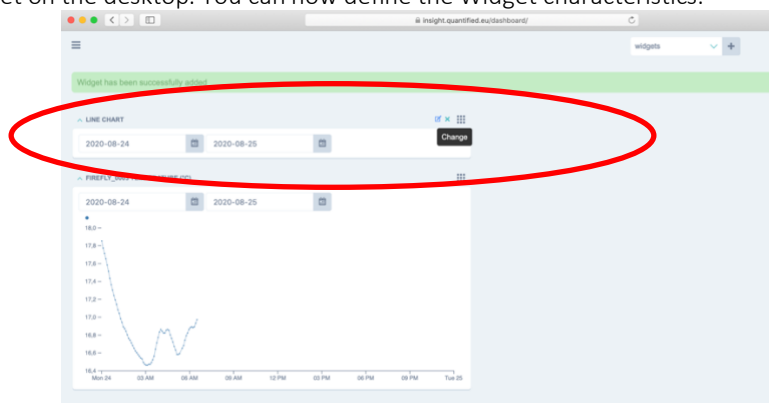 et on the desktop. You can now define the Widget characteristics.
insight.quantified.eu/dashboard/
widgets
Widget has been successfully added
LINE CHART
Change
2020-08-24 2020-08-25
2020-08-24 2020-08-25
18,0
17,8
17,6
17,4
17,2
17,0
16,8
16,6
16,4
Mon 24 03 AM 06 AM 09 AM 12 PM 03 PM 06 PM 09 PM Tue 25